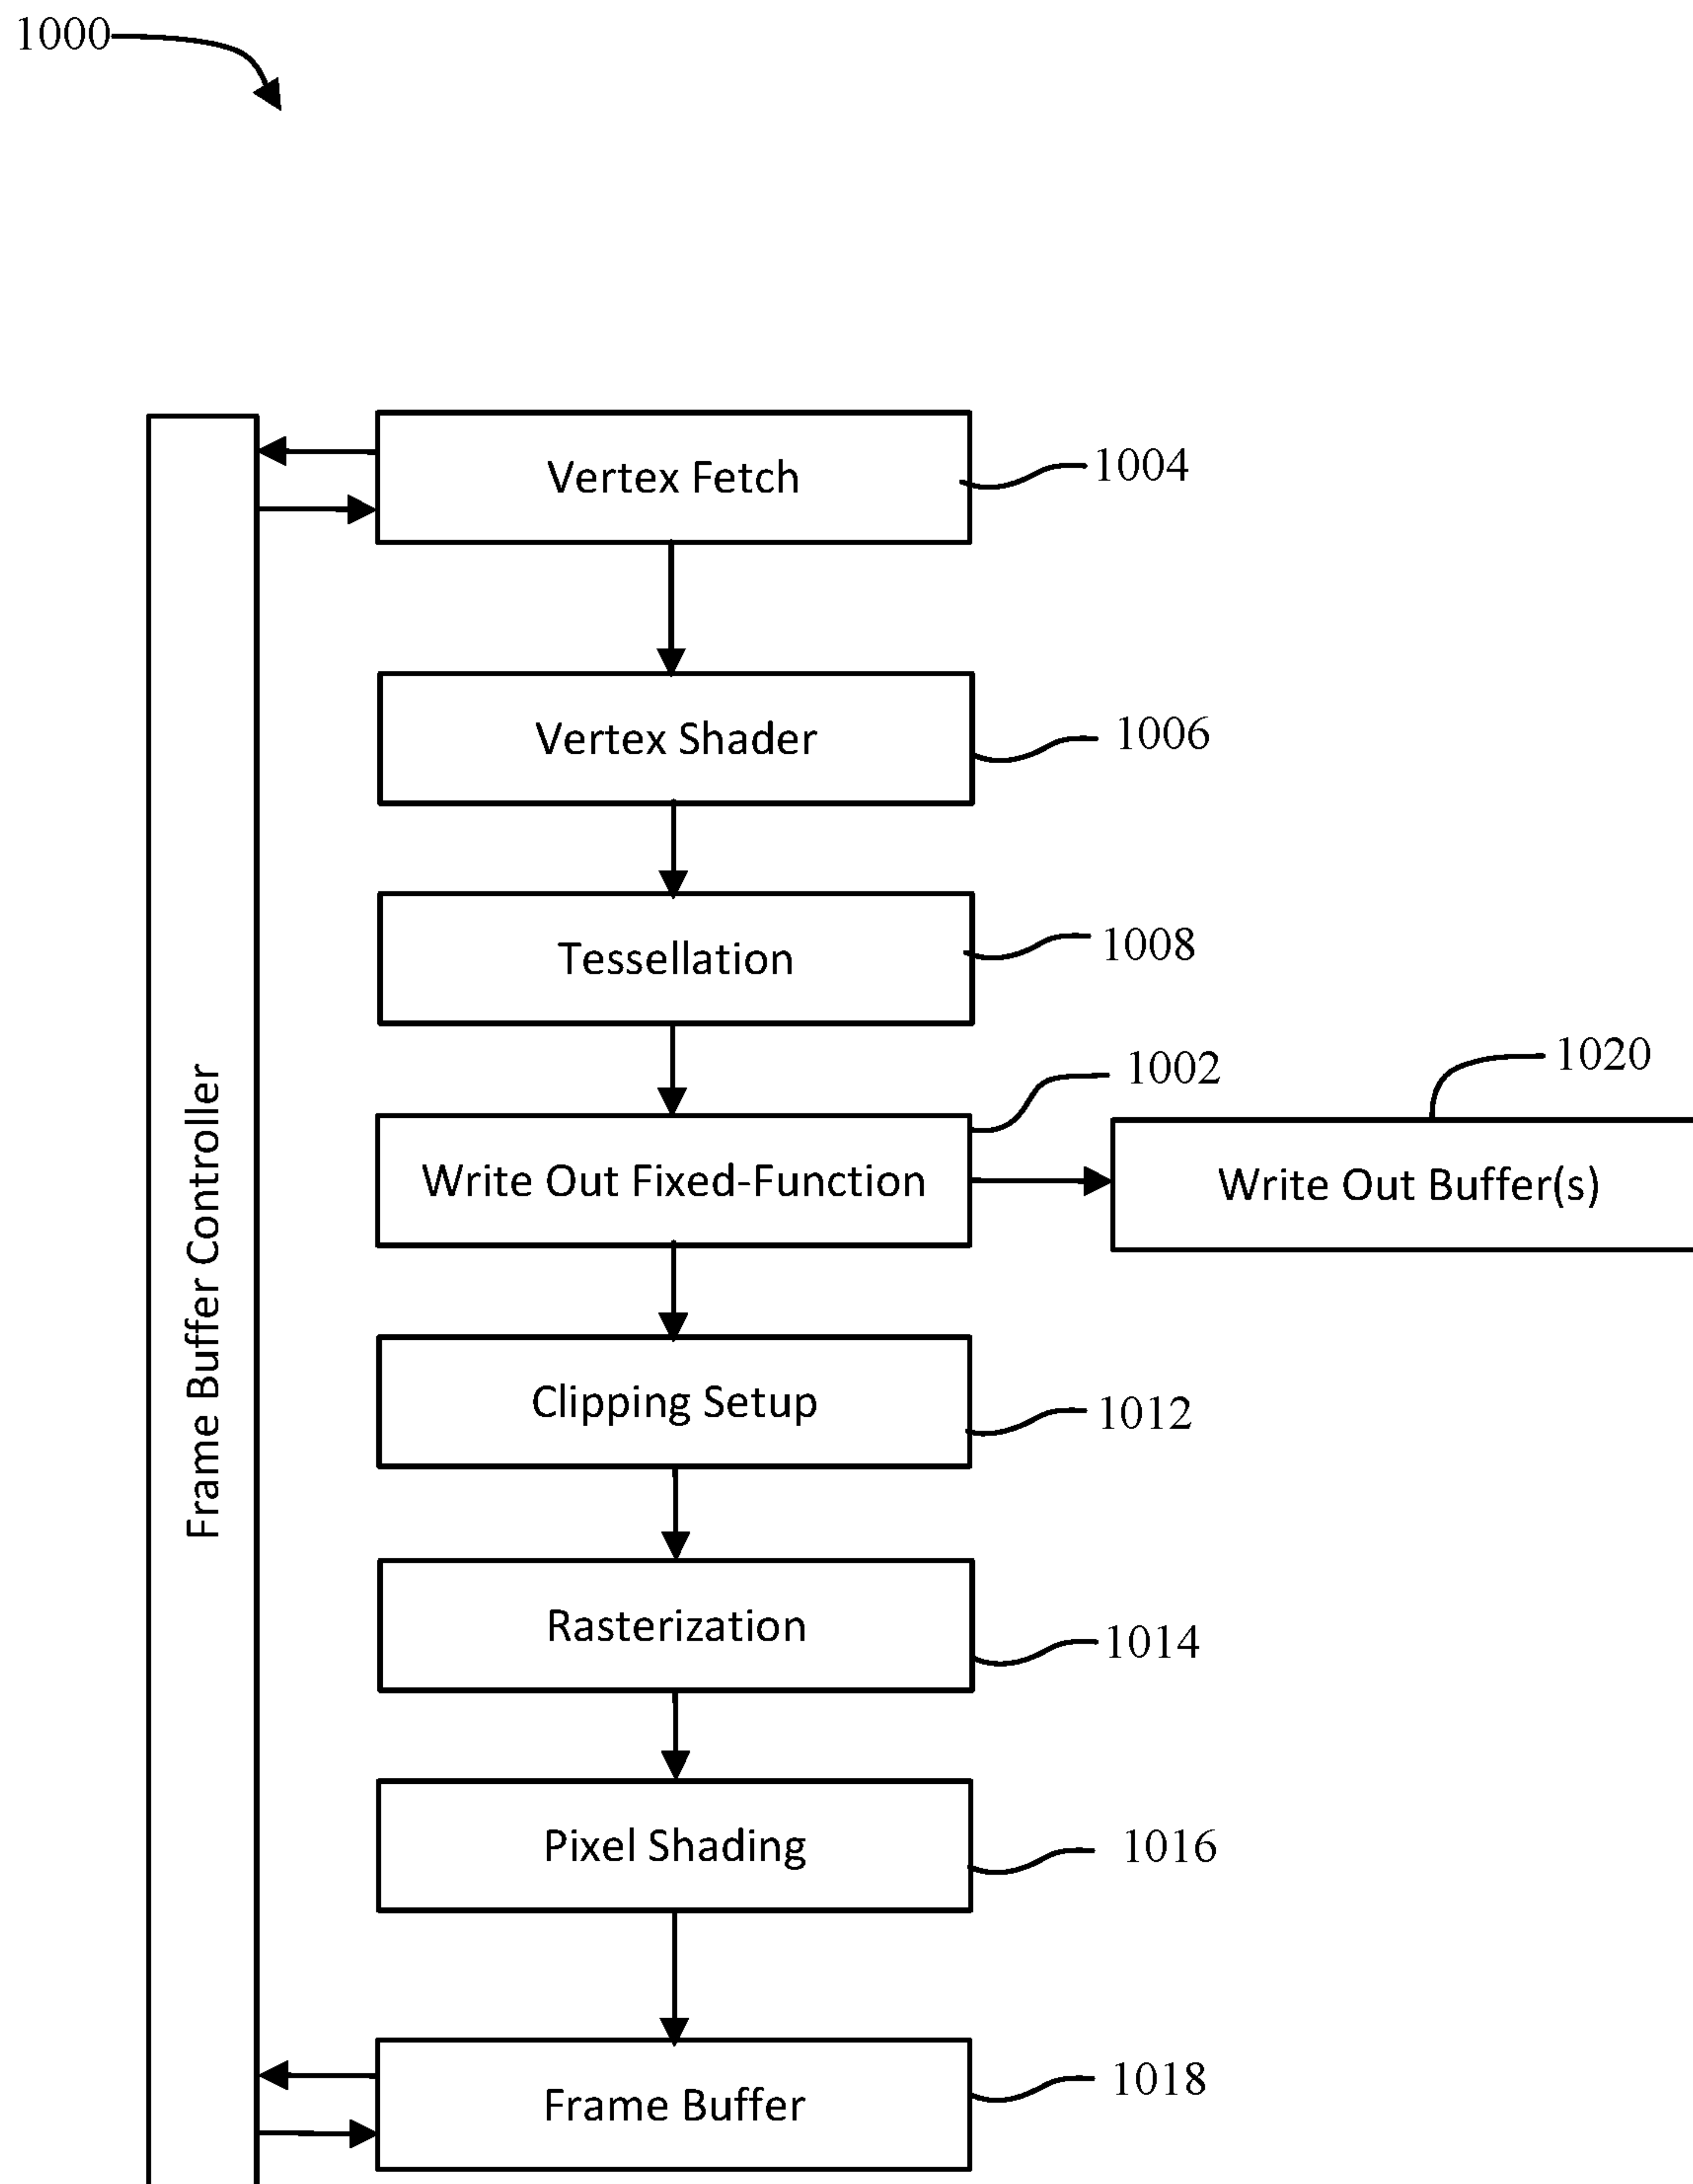 1000
Vertex Fetch
1004
Vertex Shader
1006
Tessellation
1008
1002
1020
Write Out Fixed-Function
Write Out Buffer(s)
Frame Buffer Controller
Clipping Setup
1012
Rasterization
1014
Pixel Shading
1016
Frame Buffer
1018